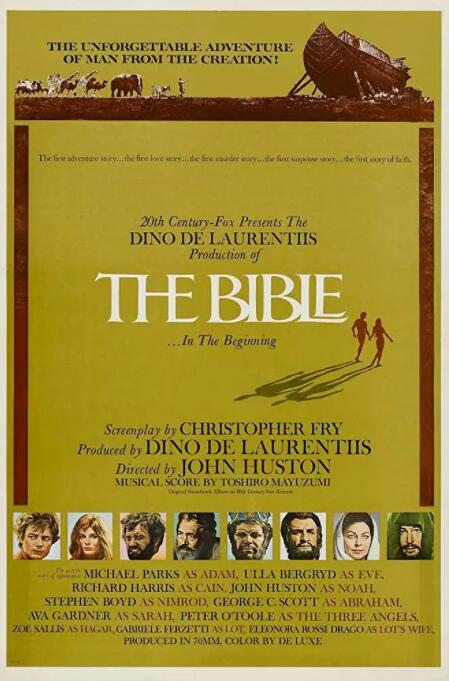 THE UNFORGETTABLE ADVENTURE
OF MAN FROM THE CREATION!
The first adventure story...the first love story...the first murder story...the first suspense story...the first story of faith.
20th Century-Fox Presents The
DINO DE LAURENTIIS
Production of
THE BIBLE
...In The Beginning
Screenplay by CHRISTOPHER FRY
Produced by DINO DE LAURENTIIS
Directed by JOHN HUSTON
MUSICAL SCORE BY TOSHIRO MAYUZUMI
Original Soundtrack Album on 20th Century-Fox Records
The cast in
order of appearance: MICHAEL PARKS AS ADAM, ULLA BERGRYD AS EVE,
RICHARD HARRIS AS CAIN, JOHN HUSTON AS NOAH,
STEPHEN BOYD AS NIMROD, GEORGE C. SCOTT AS ABRAHAM,
AVA GARDNER AS SARAH, PETER O'TOOLE AS THE THREE ANGELS,
ZOE SALLIS AS HAGAR, GABRIELE FERZETTI AS LOT, ELEONORA ROSSI DRAGO AS LOT'S WIFE,
PRODUCED IN 70MM, COLOR BY DE LUXE